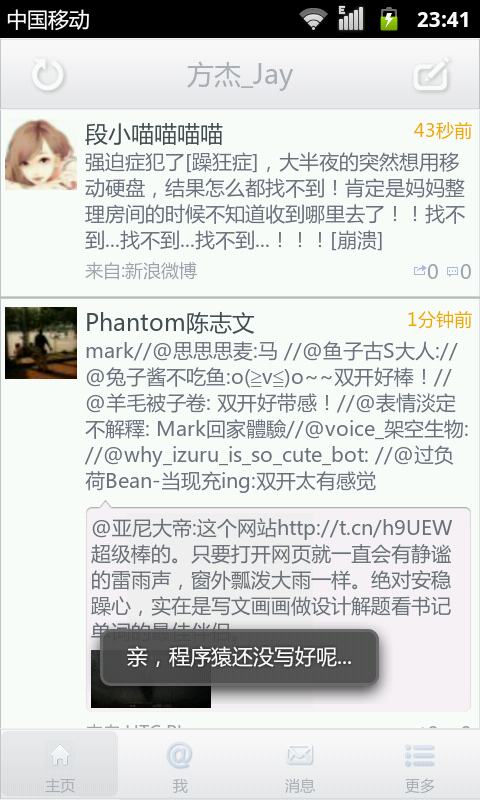 中国移动
E
23:41
方杰_Jay
段小喵喵喵喵
43秒前
强迫症犯了[躁狂症]，大半夜的突然想用移
动硬盘，结果怎么都找不到！肯定是妈妈整
理房间的时候不知道收到哪里去了！！找不
到...找不到...找不到...！！！[崩溃]
来自:新浪微博
0
0
Phantom陈志文
1分钟前
mark//@思思思麦:马 //@鱼子古S大人://
@兔子酱不吃鱼:o(≧v≦)o~~双开好棒！//
@羊毛被子卷: 双开好带感！//@表情淡定
不解釋: Mark回家體驗//@voice_架空生物:
//@why_izuru_is_so_cute_bot: //@过负
荷Bean-当现充ing:双开太有感觉
@亚尼大帝:这个网站http://t.cn/h9UEW
超级棒的。只要打开网页就一直会有静谧
的雷雨声，窗外瓢泼大雨一样。绝对安稳
躁心，实在是写文画画做设计解题看书记
单词的最佳伴侣。
亲，程序猿还没写好呢...
主页
我
消息
更多